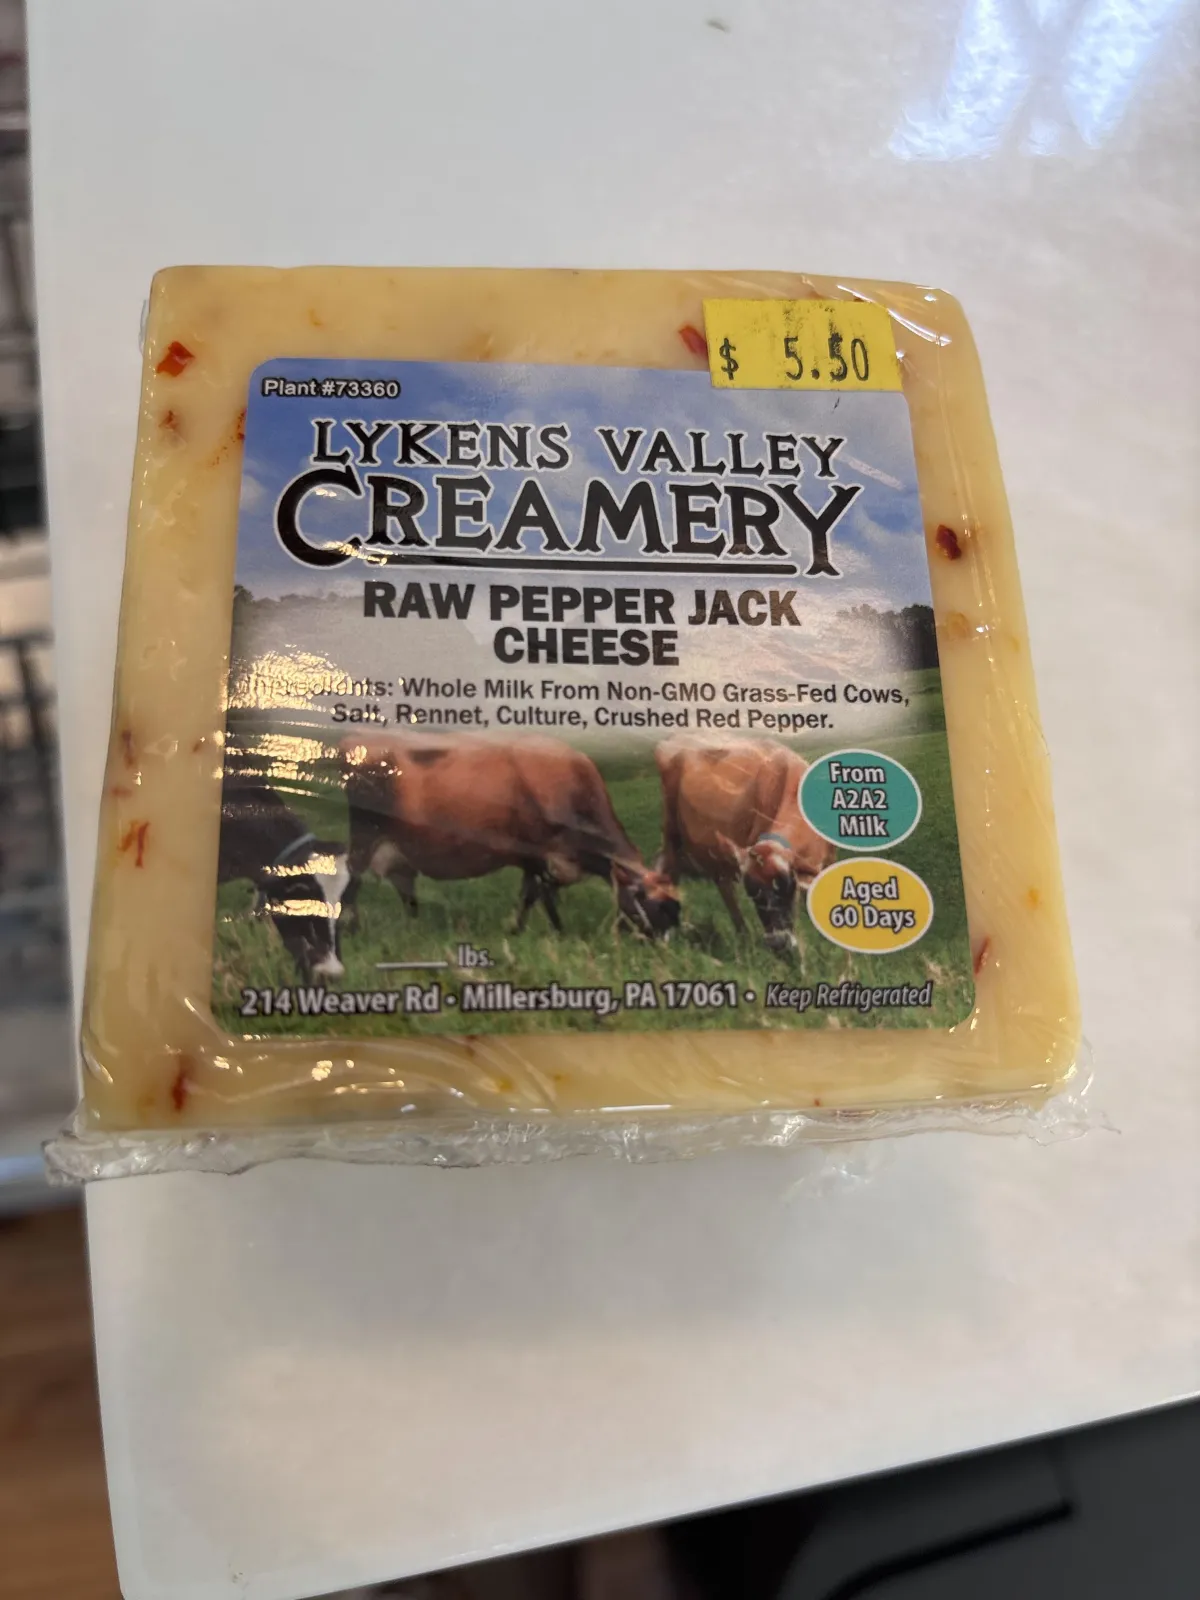 $ 5.50
Plant #73360
LYKENS VALLEY
CREAMERY
RAW PEPPER JACK
CHEESE
Ingredients: Whole Milk From Non-GMO Grass-Fed Cows,
Salt, Rennet, Culture, Crushed Red Pepper.
From
A2A2
Milk
Aged
60 Days
____ lbs.
214 Weaver Rd • Millersburg, PA 17061 • Keep Refrigerated